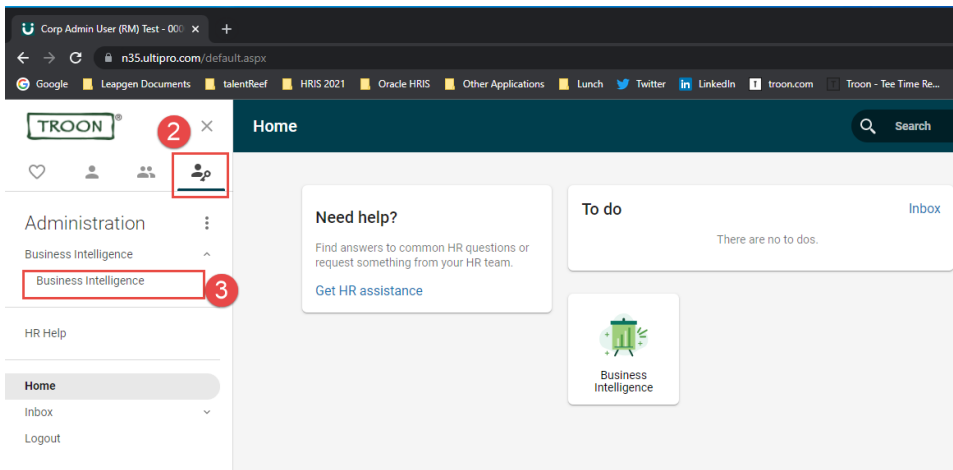 Corp Admin User (RM) Test - 000
n35.ultipro.com/default.aspx
Google Leapgen Documents talentReef HRIS 2021 Oracle HRIS Other Applications Lunch Twitter LinkedIn troon.com Troon - Tee Time Re...
TROON®
2
Home
Search
Administration
Business Intelligence
Business Intelligence
3
HR Help
Home
Inbox
Logout
Need help?
Find answers to common HR questions or
request something from your HR team.
Get HR assistance
To do
Inbox
There are no to dos.
Business
Intelligence